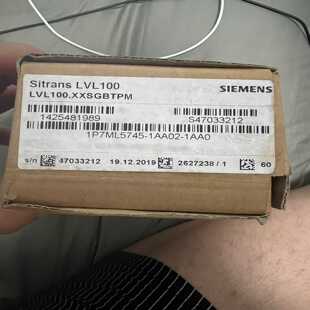 Sitrans LVL100
LVL100.XXSGBTPM
SIEMENS
1425481989
S47033212
1P7ML5745-1AA02-1AA0
s/n 47033212 19.12.2019 2627238 / 1 60